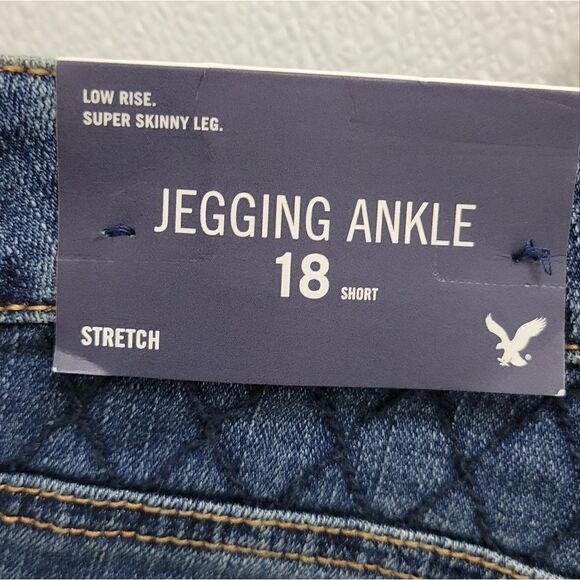 LOW RISE.
SUPER SKINNY LEG.
JEGGING ANKLE
18 SHORT
STRETCH